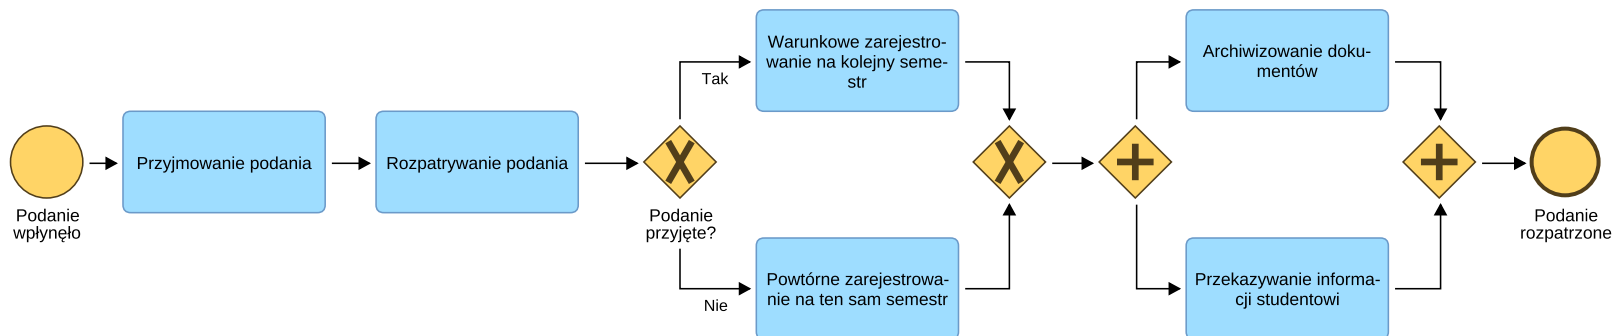 Podanie
wpłynęło
Przyjmowanie podania
Rozpatrywanie podania
Podanie
przyjęte?
Tak
Nie
Warunkowe zarejestro-
wanie na kolejny seme-
str
Powtórne zarejestrowa-
nie na ten sam semestr
Archiwizowanie doku-
mentów
Przekazywanie informa-
cji studentowi
Podanie
rozpatrzone